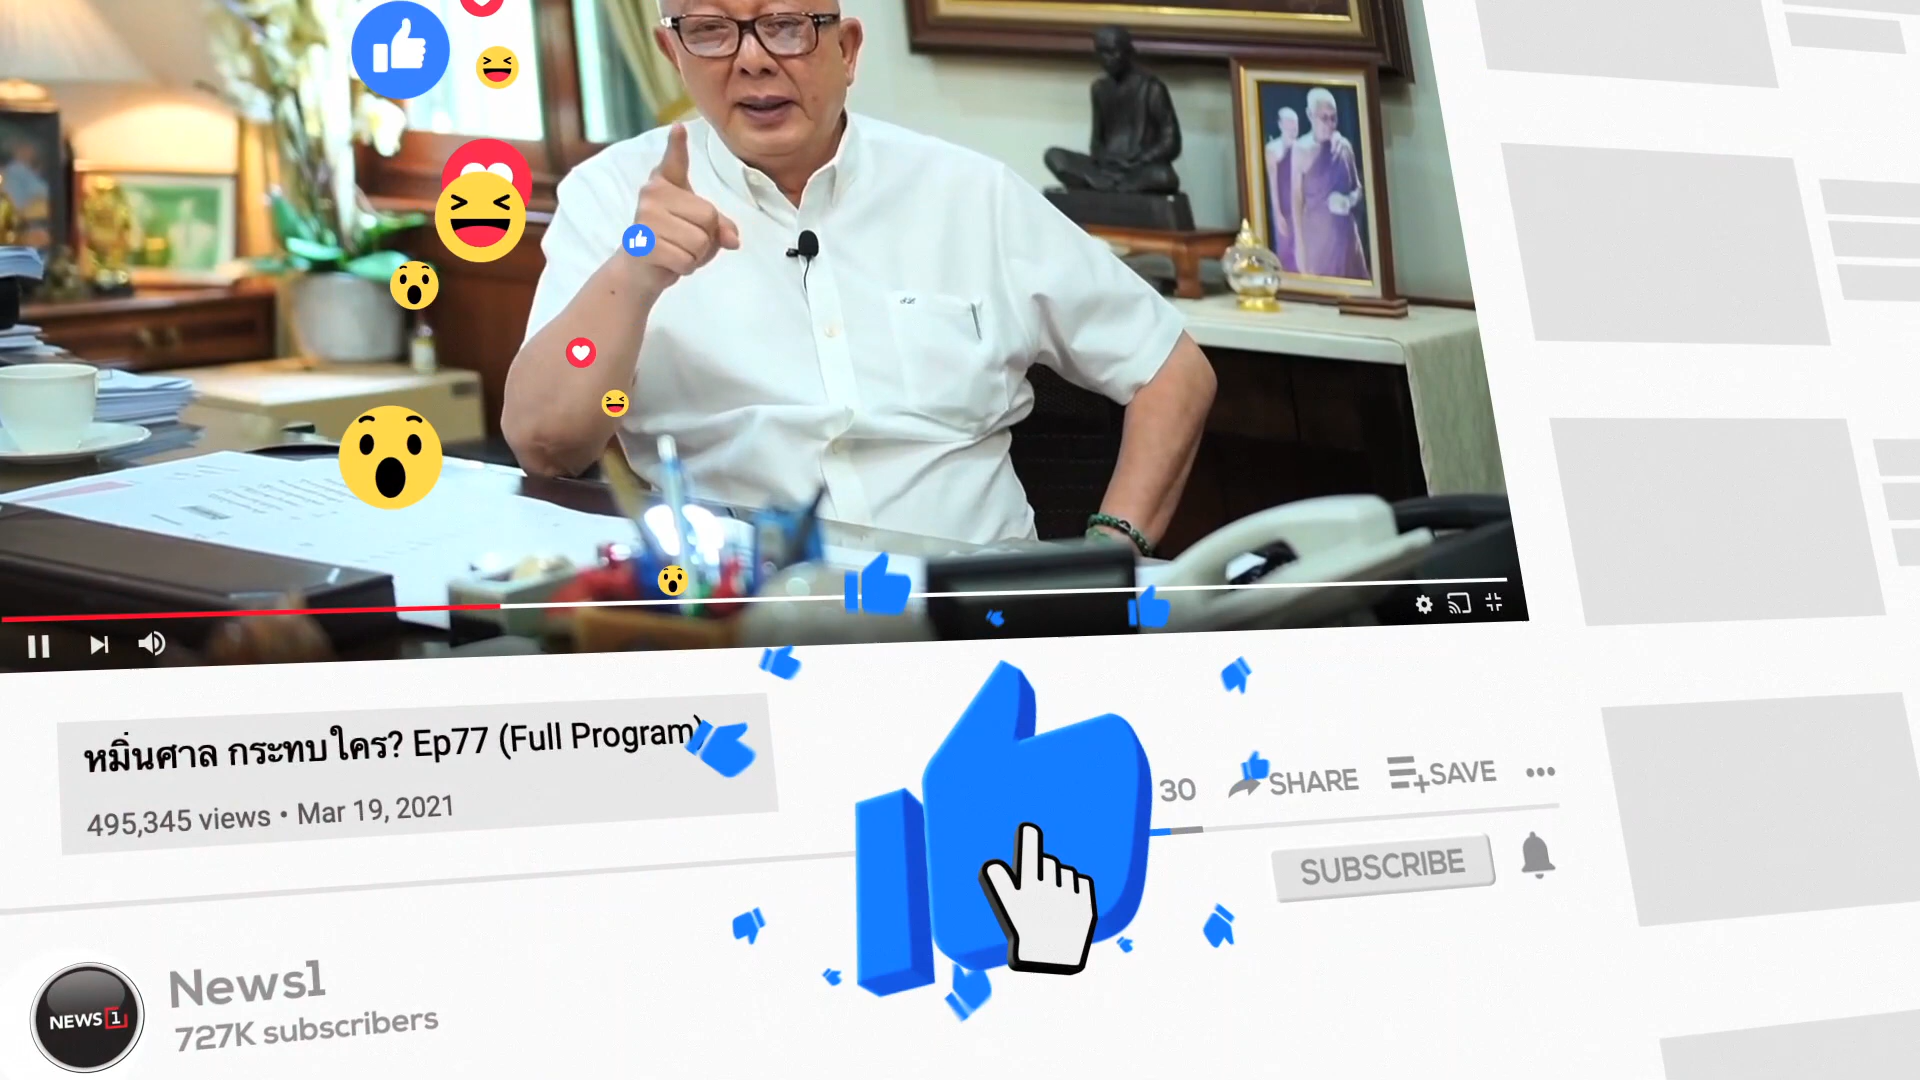 หมิ่นศาล กระทบใคร? Ep77 (Full Program)
495,345 views • Mar 19, 2021
30
SHARE
SAVE
SUBSCRIBE
NEWS 1
News1
727K subscribers